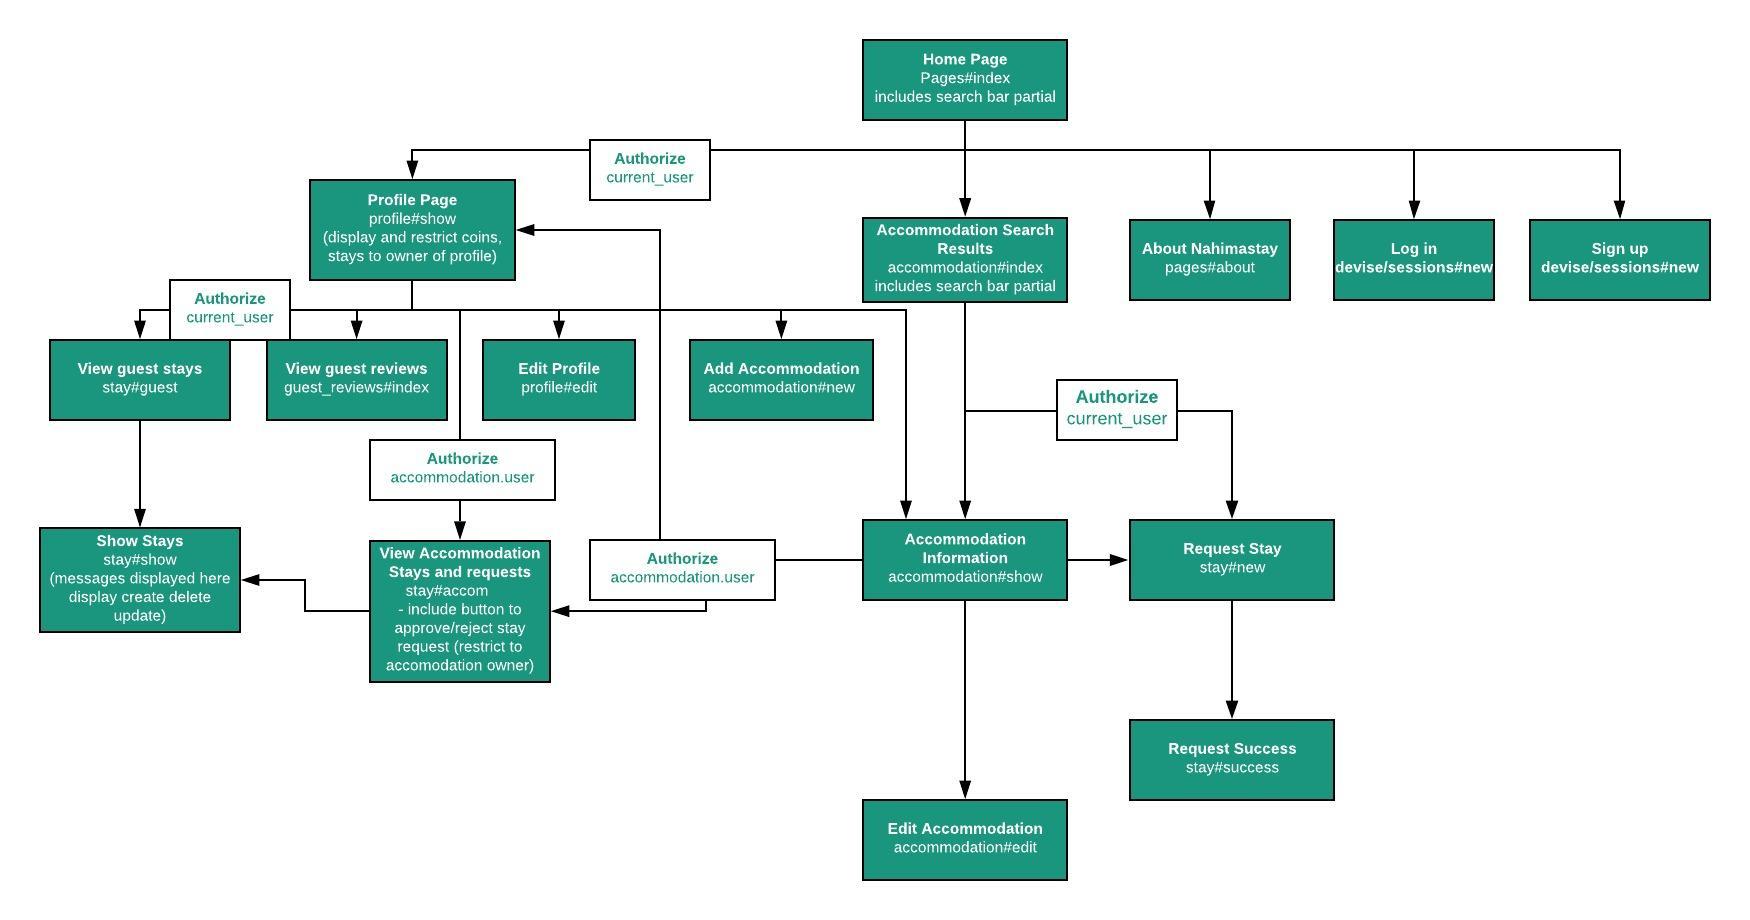 Home Page
Pages#index
includes search bar partial
Authorize
current_user
Profile Page
profile#show
(display and restrict coins,
stays to owner of profile)
Accommodation Search
Results
accommodation#index
includes search bar partial
About Nahimastay
pages#about
Log in
devise/sessions#new
Sign up
devise/sessions#new
Authorize
current_user
View guest stays
stay#guest
View guest reviews
guest_reviews#index
Edit Profile
profile#edit
Add Accommodation
accommodation#new
Authorize
current_user
Authorize
accommodation.user
Show Stays
stay#show
(messages displayed here
display create delete
update)
View Accommodation
Stays and requests
stay#accom
- include button to
approve/reject stay
request (restrict to
accomodation owner)
Authorize
accommodation.user
Accommodation
Information
accommodation#show
Request Stay
stay#new
Request Success
stay#success
Edit Accommodation
accommodation#edit